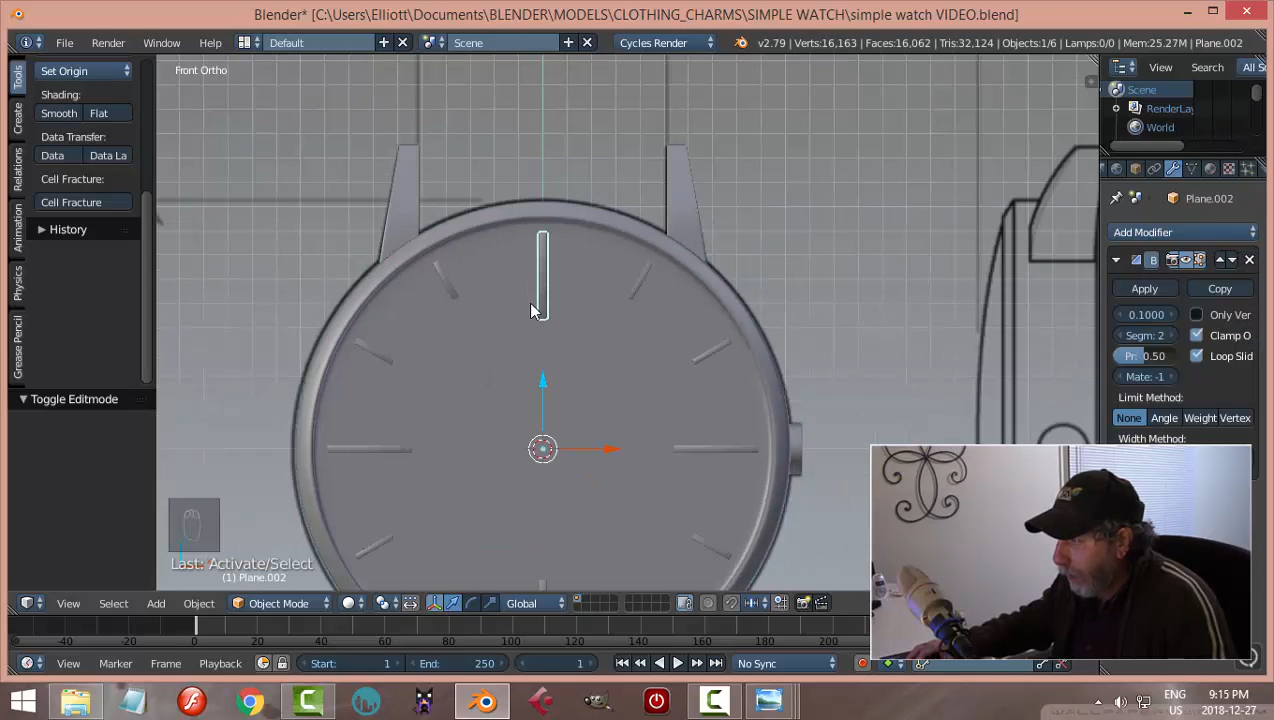 Blender* [C:\Users\Elliott\Documents\BLENDER\MODELS\CLOTHING_CHARMS\SIMPLE WATCH\simple watch VIDEO.blend]
File Render Window Help Default Scene Cycles Render v2.79 | Verts:16,163 | Faces:16,062 | Tris:32,124 | Objects:1/6 | Lamps:0/0 | Mem:25.27M | Plane.002
Tools
Create
Relations
Animation
Physics
Grease Pencil
Set Origin
Shading:
Smooth Flat
Data Transfer:
Data Data La
Cell Fracture:
Cell Fracture
History
Toggle Editmode
Front Ortho
Last: Activate/Select
(1) Plane.002
View Search All S
Scene
RenderLay
World
Plane.002
Add Modifier
B
Apply Copy
0.1000 Only Ver
Segm: 2 Clamp O
Pr: 0.50 Loop Slid
Mate: -1
Limit Method:
None Angle Weight Vertex
Width Method:
View Select Add Object Object Mode Global
-40 -20 0 20 40 60 80 100 120 140 160 180 200
View Marker Frame Playback Start: 1 End: 250 1 No Sync
ENG 9:15 PM
US 2018-12-27